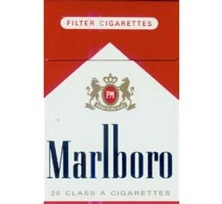 FILTER CIGARETTES
PM
Marlboro
20 CLASS A CIGARETTES